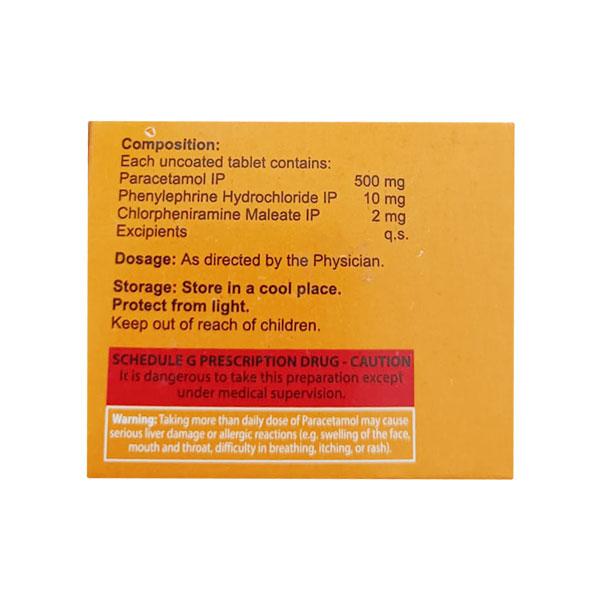 Composition:
Each uncoated tablet contains:
Paracetamol IP 500 mg
Phenylephrine Hydrochloride IP 10 mg
Chlorpheniramine Maleate IP 2 mg
Excipients q.s.
Dosage: As directed by the Physician.
Storage: Store in a cool place.
Protect from light.
Keep out of reach of children.
SCHEDULE G PRESCRIPTION DRUG - CAUTION
It is dangerous to take this preparation except
under medical supervision.
Warning: Taking more than daily dose of Paracetamol may cause
serious liver damage or allergic reactions (e.g. swelling of the face,
mouth and throat, difficulty in breathing, itching, or rash).